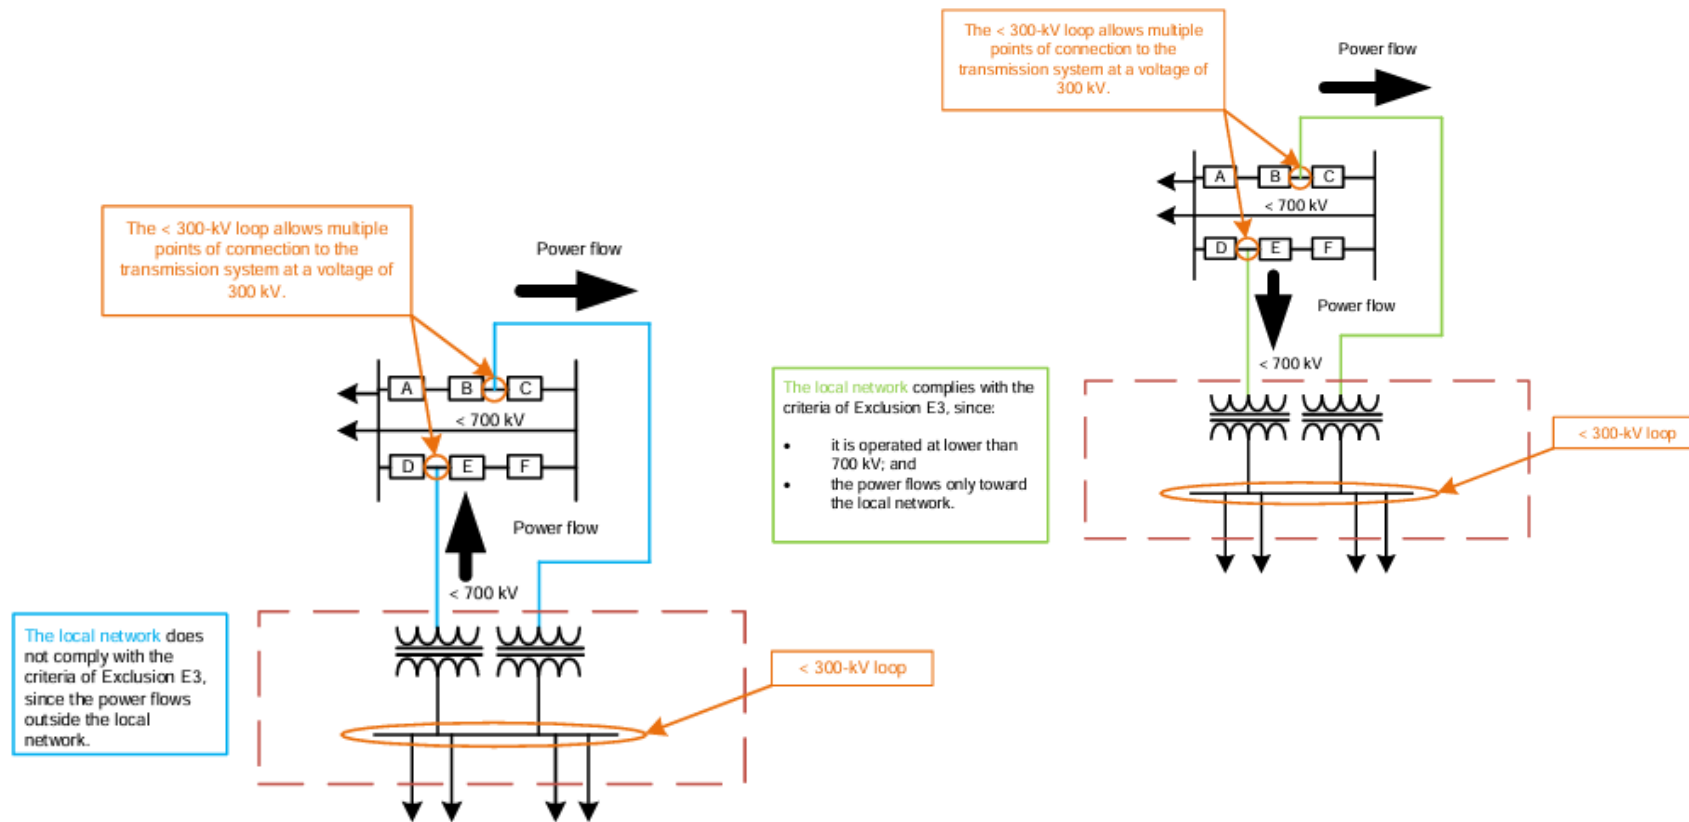 The < 300-kV loop allows multiple
points of connection to the
transmission system at a voltage of
300 kV.
Power flow
A
B
C
< 700 kV
D
E
F
Power flow
< 700 kV
The local network does
not comply with the
criteria of Exclusion E3,
since the power flows
outside the local
network.
< 300-kV loop
The < 300-kV loop allows multiple
points of connection to the
transmission system at a voltage of
300 kV.
Power flow
A
B
C
< 700 kV
D
E
F
Power flow
< 700 kV
The local network complies with the
criteria of Exclusion E3, since:
• it is operated at lower than
700 kV; and
• the power flows only toward
the local network.
< 300-kV loop